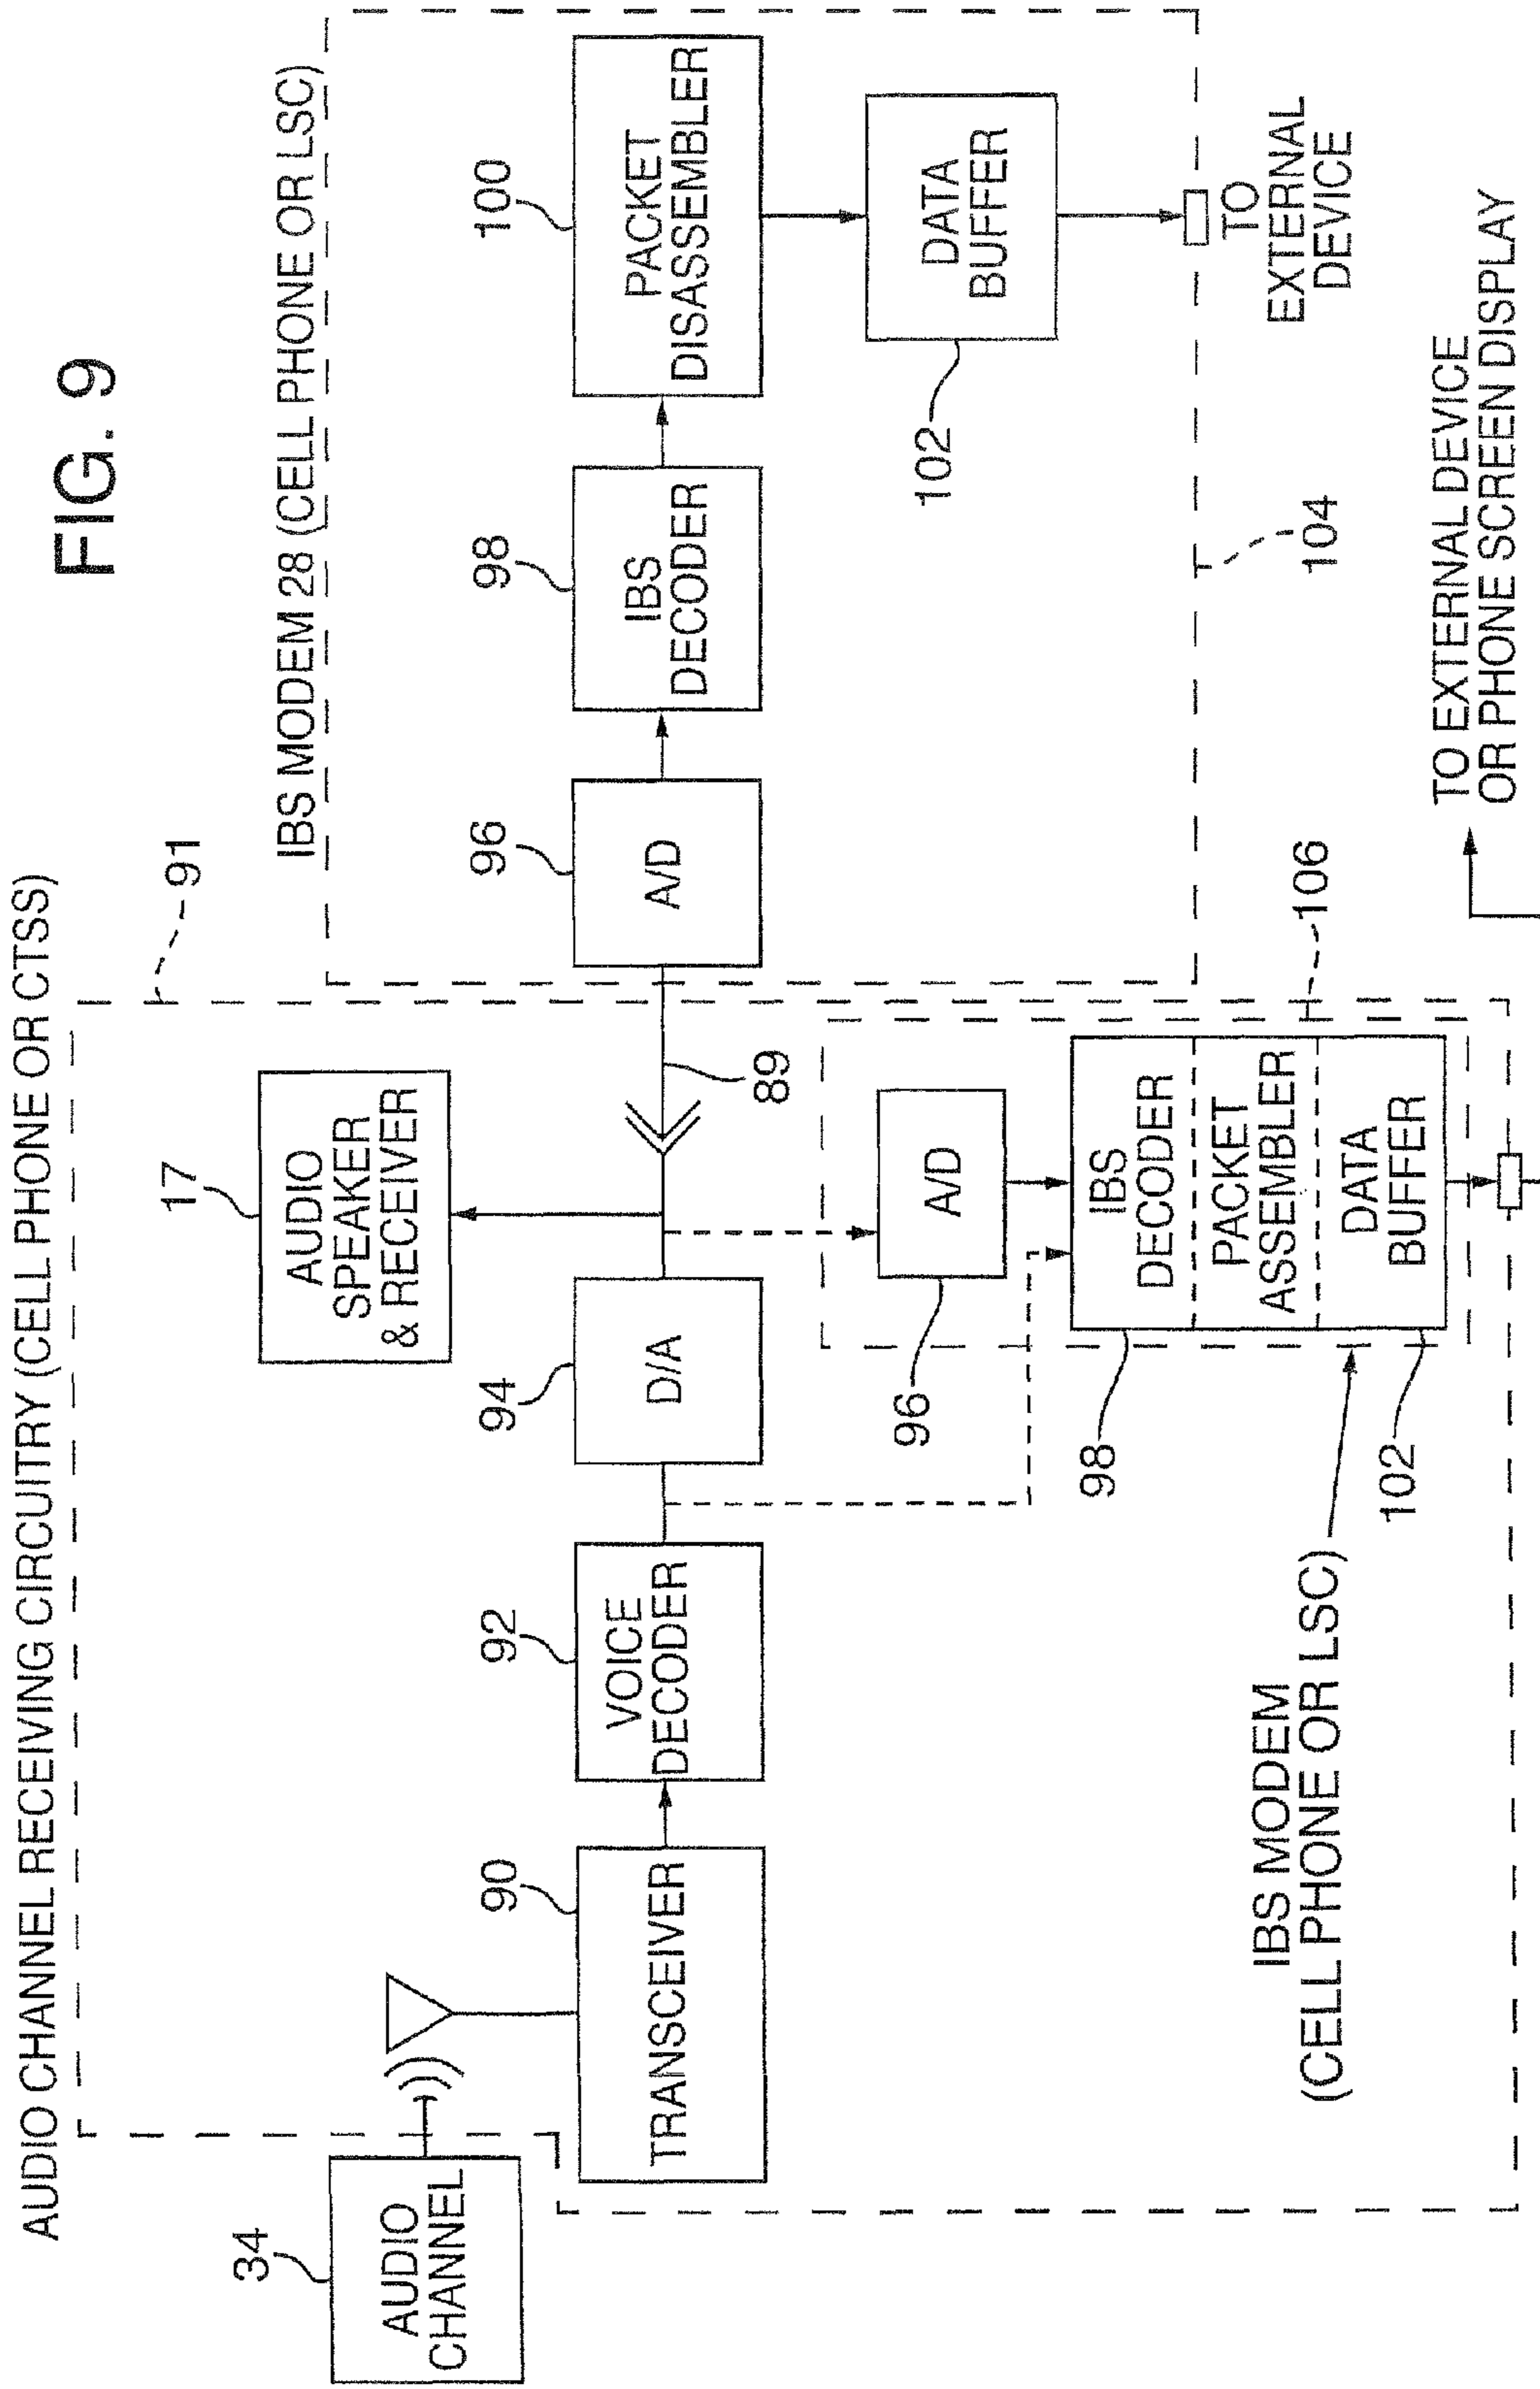 FIG. 9
AUDIO CHANNEL RECEIVING CIRCUITRY (CELL PHONE OR CTSS)
91
IBS MODEM 28 (CELL PHONE OR LSC)
34
AUDIO
CHANNEL
17
AUDIO
SPEAKER
& RECEIVER
90
TRANSCEIVER
92
VOICE
DECODER
94
D/A
89
96
A/D
98
IBS
DECODER
100
PACKET
DISASSEMBLER
102
DATA
BUFFER
TO
EXTERNAL
DEVICE
104
96
A/D
98
IBS
DECODER
PACKET
ASSEMBLER
DATA
BUFFER
102
106
IBS MODEM
(CELL PHONE OR LSC)
TO EXTERNAL DEVICE
OR PHONE SCREEN DISPLAY